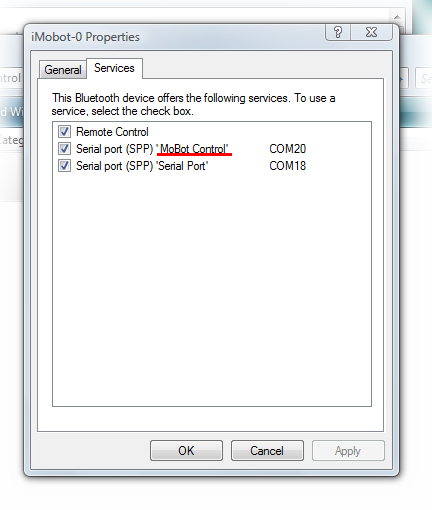 iMobot-0 Properties
ntrol
Se
d Wi
Categ
General
Services
This Bluetooth device offers the following services. To use a
service, select the check box.
Remote Control
Serial port (SPP) 'MoBot Control' COM20
Serial port (SPP) 'Serial Port' COM18
OK
Cancel
Apply